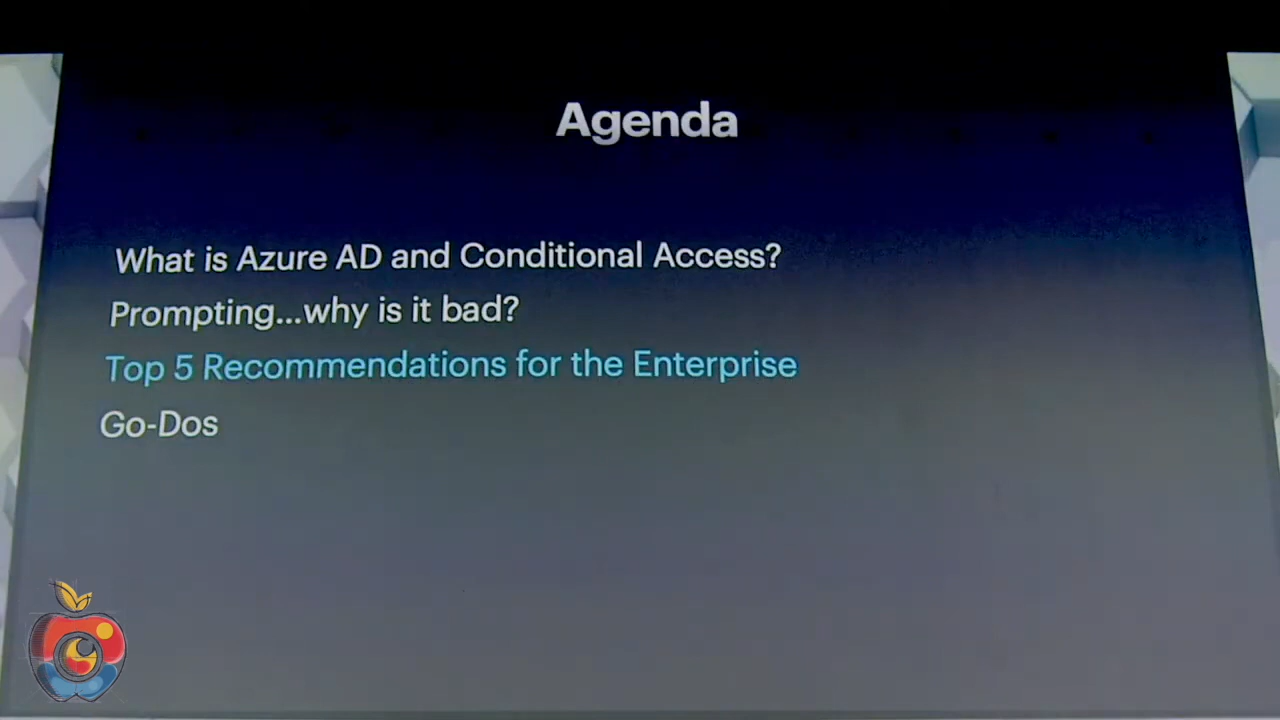 Agenda
What is Azure AD and Conditional Access?
Prompting...why is it bad?
Top 5 Recommendations for the Enterprise
Go-Dos